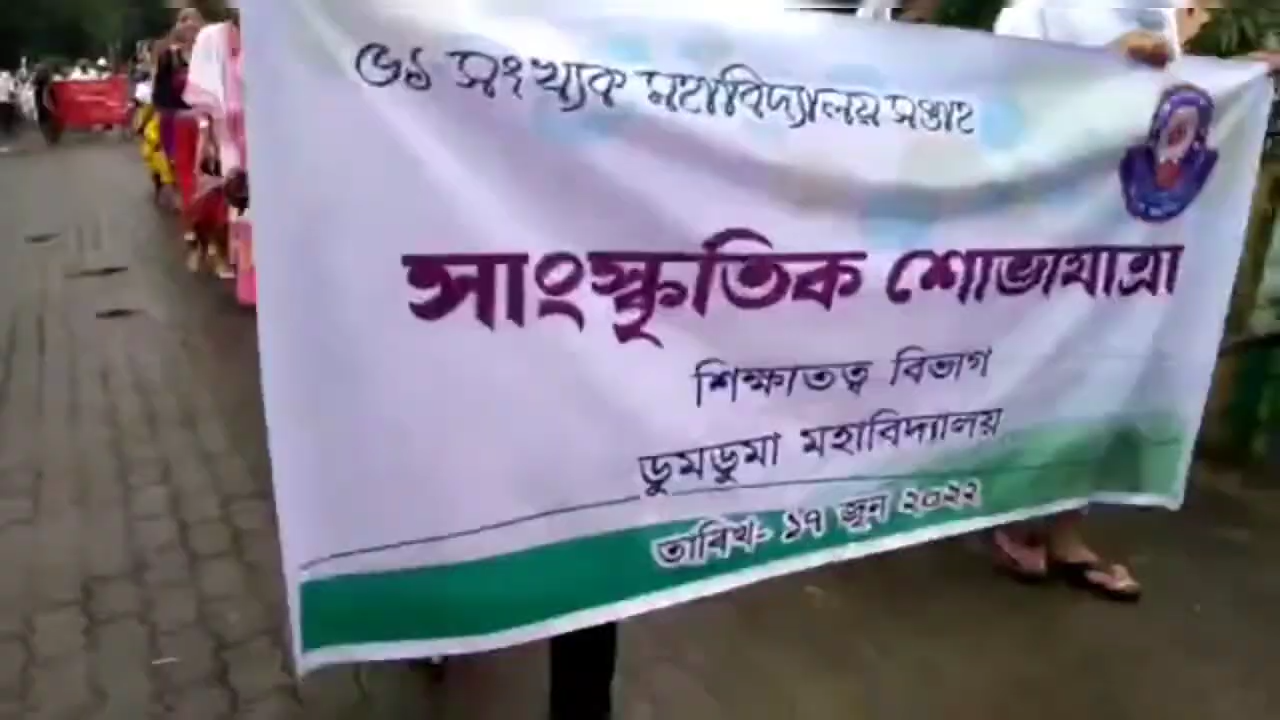 ৬১ সংখ্যক মহাবিদ্যালয় সপ্তাহ
সাংস্কৃতিক শোভাযাত্ৰা
শিক্ষাতত্ব বিভাগ
ডুমডুমা মহাবিদ্যালয়
তাৰিখ- ১৭ জুন ২০২২